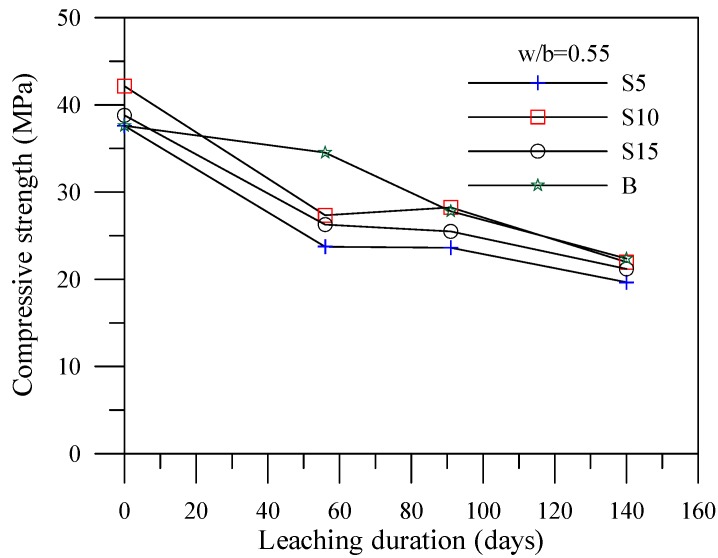 50
40
30
20
10
0
Compressive strength (MPa)
w/b=0.55
S5
S10
S15
B
0 20 40 60 80 100 120 140 160
Leaching duration (days)